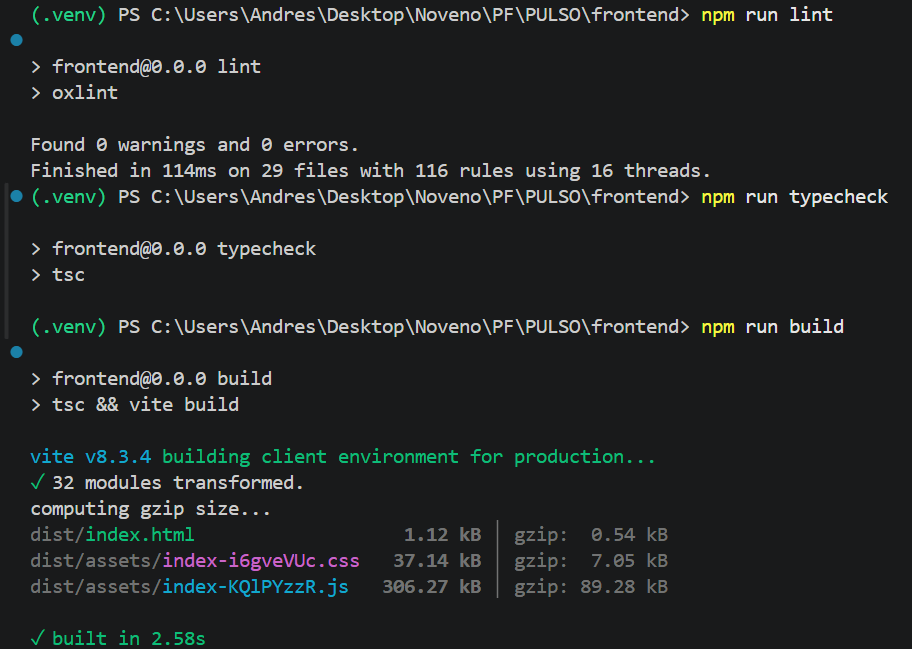 (.venv) PS C:\Users\Andres\Desktop\Noveno\PF\PULSO\frontend> npm run lint
> frontend@0.0.0 lint
> oxlint
Found 0 warnings and 0 errors.
Finished in 114ms on 29 files with 116 rules using 16 threads.
(.venv) PS C:\Users\Andres\Desktop\Noveno\PF\PULSO\frontend> npm run typecheck
> frontend@0.0.0 typecheck
> tsc
(.venv) PS C:\Users\Andres\Desktop\Noveno\PF\PULSO\frontend> npm run build
> frontend@0.0.0 build
> tsc && vite build
vite v8.3.4 building client environment for production...
✓ 32 modules transformed.
computing gzip size...
dist/index.html 1.12 kB │ gzip: 0.54 kB
dist/assets/index-i6gveVUc.css 37.14 kB │ gzip: 7.05 kB
dist/assets/index-KQlPYzzR.js 306.27 kB │ gzip: 89.28 kB
✓ built in 2.58s